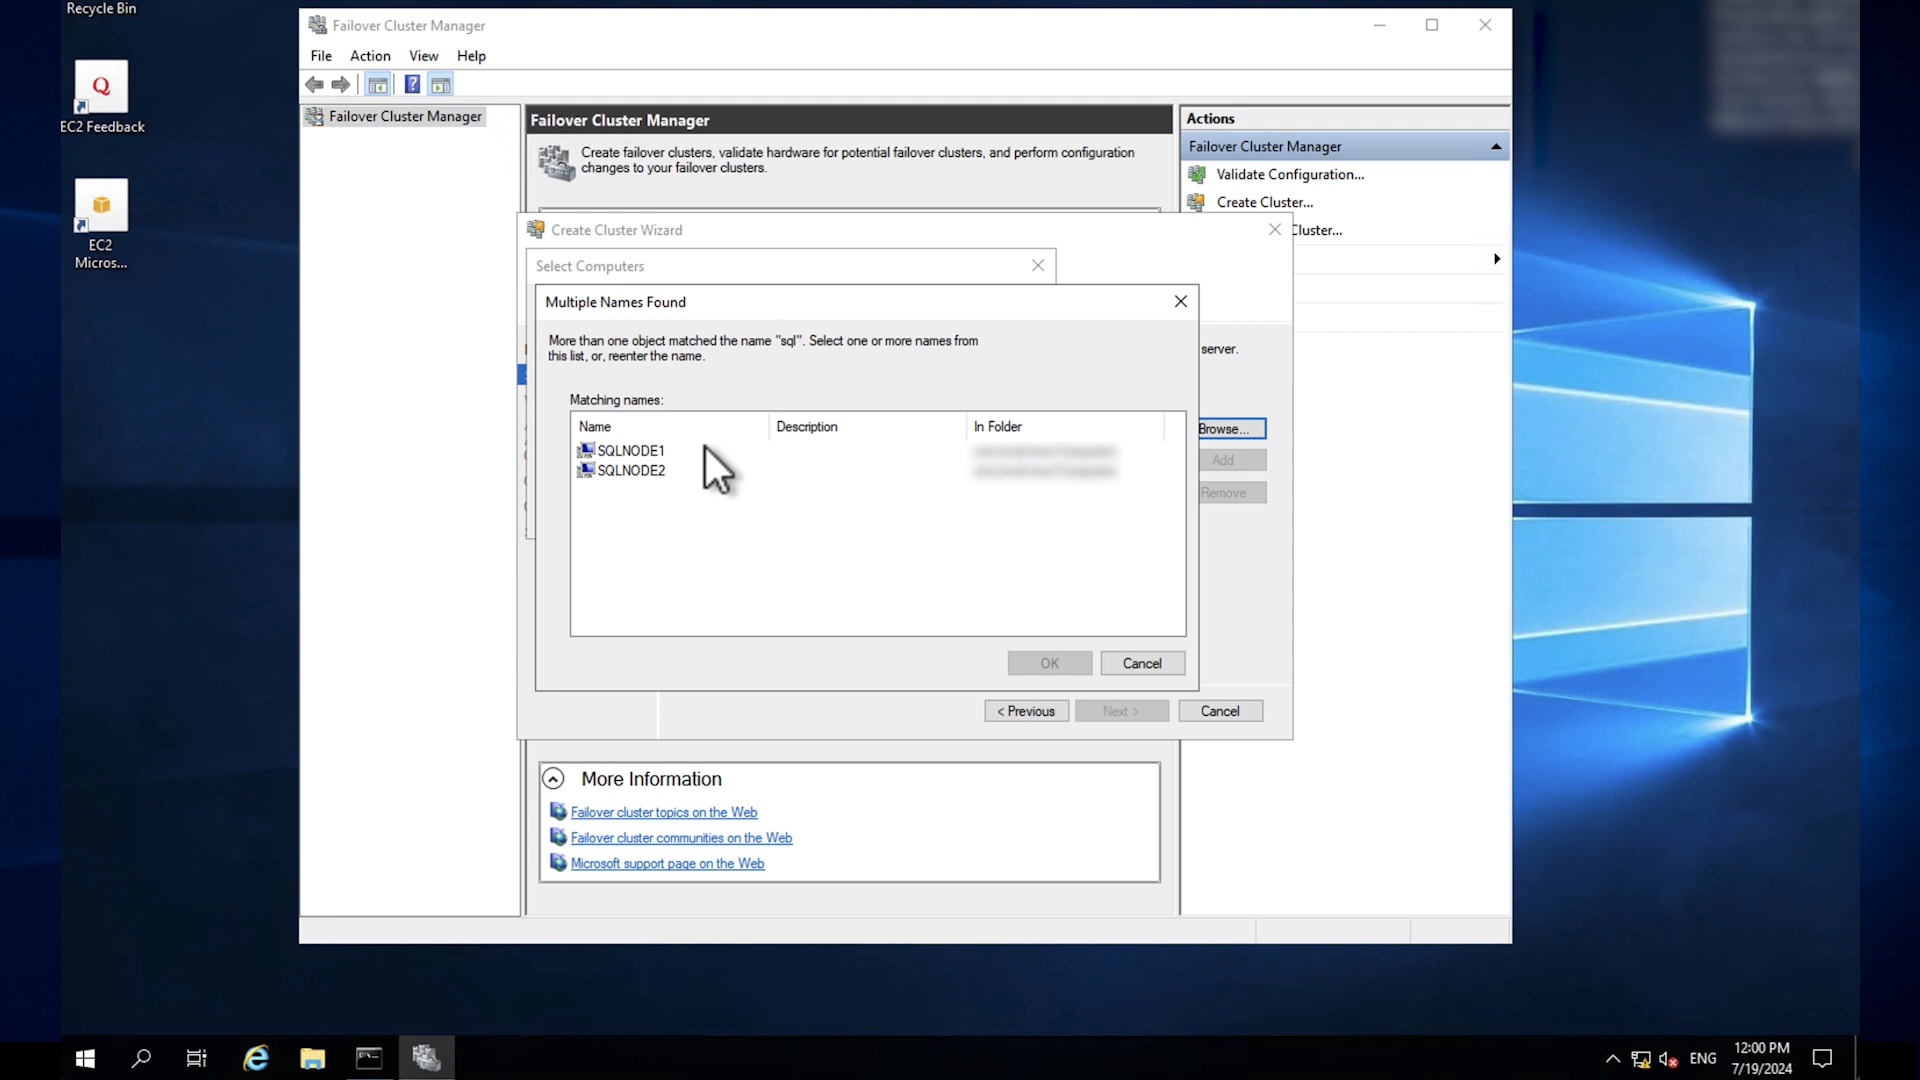 Recycle Bin
EC2 Feedback
EC2
Micros...
Failover Cluster Manager
File Action View Help
Failover Cluster Manager
Failover Cluster Manager
Create failover clusters, validate hardware for potential failover clusters, and perform configuration
changes to your failover clusters.
Actions
Failover Cluster Manager
Validate Configuration...
Create Cluster...
Cluster...
Create Cluster Wizard
Select Computers
Multiple Names Found
More than one object matched the name "sql". Select one or more names from
this list, or, reenter the name.
server.
Matching names:
Name Description In Folder
SQLNODE1
SQLNODE2
Browse...
Add
Remove
OK Cancel
< Previous Next > Cancel
More Information
Failover cluster topics on the Web
Failover cluster communities on the Web
Microsoft support page on the Web
ENG
12:00 PM
7/19/2024